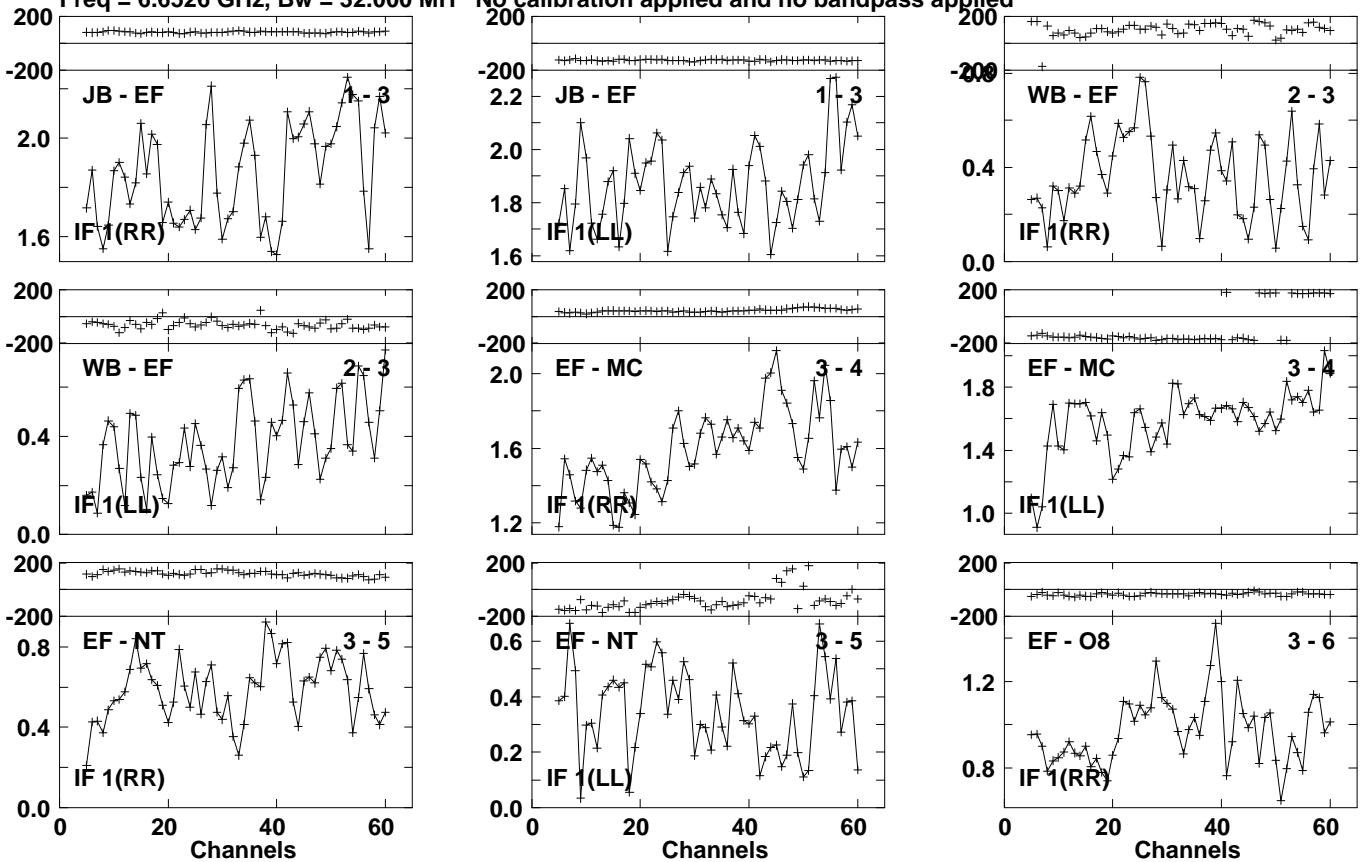 Freq = 6.6526 GHz, Bw = 32.000 MH No calibration applied and no bandpass applied
200 200 200
-200 -200 -200 0.8
JB - EF 1 - 3 JB - EF 1 - 3 WB - EF 2 - 3
2.2
2.0 2.0 0.4
1.8
1.6 IF 1(RR) IF 1(LL) IF 1(RR)
1.6 0.0
200 200 200
-200 -200 -200
WB - EF 2 - 3 EF - MC 3 - 4 EF - MC 3 - 4
2.0 1.8
0.4 1.6 1.4
IF 1(LL) IF 1(RR) IF 1(LL)
0.0 1.2 1.0
200 200 200
-200 -200 -200
EF - NT 3 - 5 EF - NT 3 - 5 EF - O8 3 - 6
0.8 0.6 1.2
0.4 0.4
0.2 0.8
IF 1(RR) IF 1(LL) IF 1(RR)
0.0 0.0
0 20 40 60 0 20 40 60 0 20 40 60
Channels Channels Channels